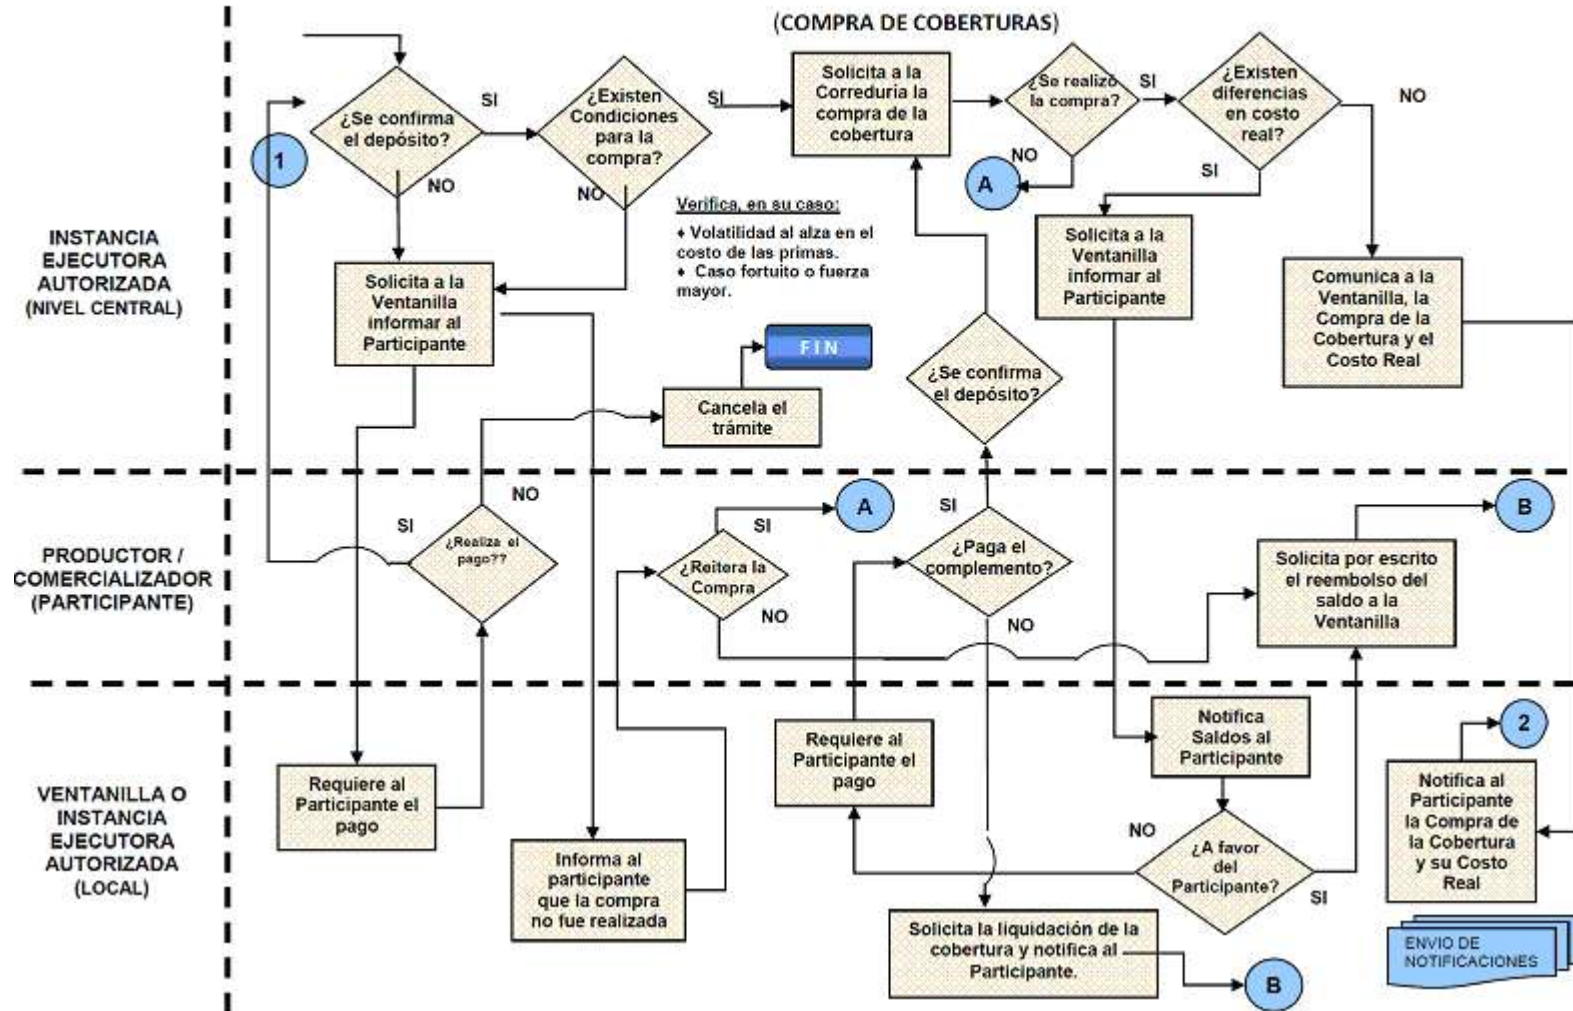 (COMPRA DE COBERTURAS)
INSTANCIA
EJECUTORA
AUTORIZADA
(NIVEL CENTRAL)
1
¿Se confirma
el depósito?
SI
NO
¿Existen
Condiciones
para la
compra?
SI
NO
Solicita a la
Correduría la
compra de la
cobertura
¿Se realizó
la compra?
SI
NO
A
¿Existen
diferencias
en costo
real?
NO
SI
Verifica, en su caso:
♦ Volatilidad al alza en el
costo de las primas.
♦ Caso fortuito o fuerza
mayor.
Solicita a la
Ventanilla
informar al
Participante
Solicita a la
Ventanilla
informar al
Participante
Comunica a la
Ventanilla, la
Compra de la
Cobertura y el
Costo Real
FIN
Cancela el
trámite
¿Se confirma
el depósito?
PRODUCTOR /
COMERCIALIZADOR
(PARTICIPANTE)
SI
NO
¿Realiza el
pago??
¿Reitera la
Compra
SI
NO
A
SI
¿Paga el
complemento?
NO
B
Solicita por escrito
el reembolso del
saldo a la
Ventanilla
VENTANILLA O
INSTANCIA
EJECUTORA
AUTORIZADA
(LOCAL)
Requiere al
Participante el
pago
Informa al
participante
que la compra
no fue realizada
Requiere al
Participante el
pago
Notifica
Saldos al
Participante
NO
¿A favor
del
Participante?
SI
2
Notifica al
Participante
la Compra de
la Cobertura
y su Costo
Real
Solicita la liquidación de la
cobertura y notifica al
Participante.
B
ENVIO DE
NOTIFICACIONES